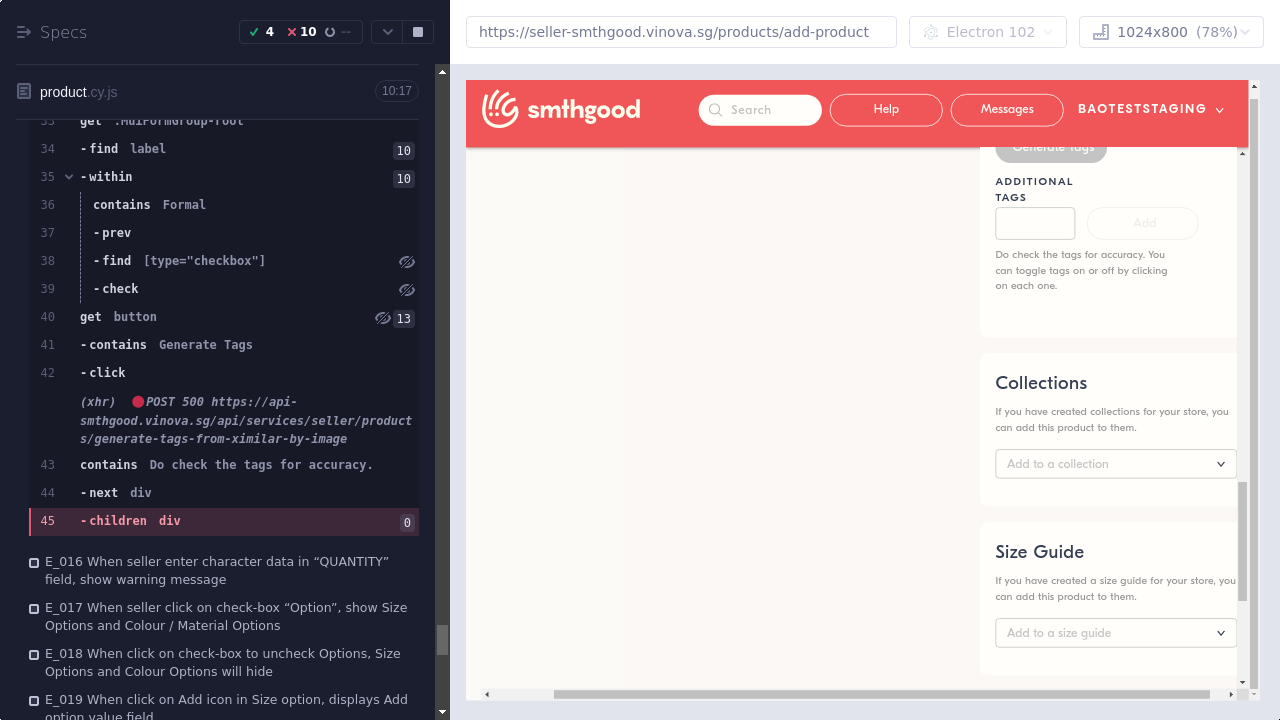 Specs
4
10
--
product.cy.js
10:17
33 get .MuiFormGroup-root
34 -find label 10
35 -within 10
36 contains Formal
37 -prev
38 -find [type="checkbox"]
39 -check
40 get button 13
41 -contains Generate Tags
42 -click
(xhr) POST 500 https://api-
smthgood.vinova.sg/api/services/seller/product
s/generate-tags-from-ximilar-by-image
43 contains Do check the tags for accuracy.
44 -next div
45 -children div 0
E_016 When seller enter character data in “QUANTITY”
field, show warning message
E_017 When seller click on check-box “Option”, show Size
Options and Colour / Material Options
E_018 When click on check-box to uncheck Options, Size
Options and Colour Options will hide
E_019 When click on Add icon in Size option, displays Add
option value field
https://seller-smthgood.vinova.sg/products/add-product
Electron 102
1024x800 (78%)
smthgood
Search
Help
Messages
BAOTESTSTAGING
Generate Tags
ADDITIONAL
TAGS
Add
Do check the tags for accuracy. You
can toggle tags on or off by clicking
on each one.
Collections
If you have created collections for your store, you
can add this product to them.
Add to a collection
Size Guide
If you have created a size guide for your store, you
can add this product to them.
Add to a size guide